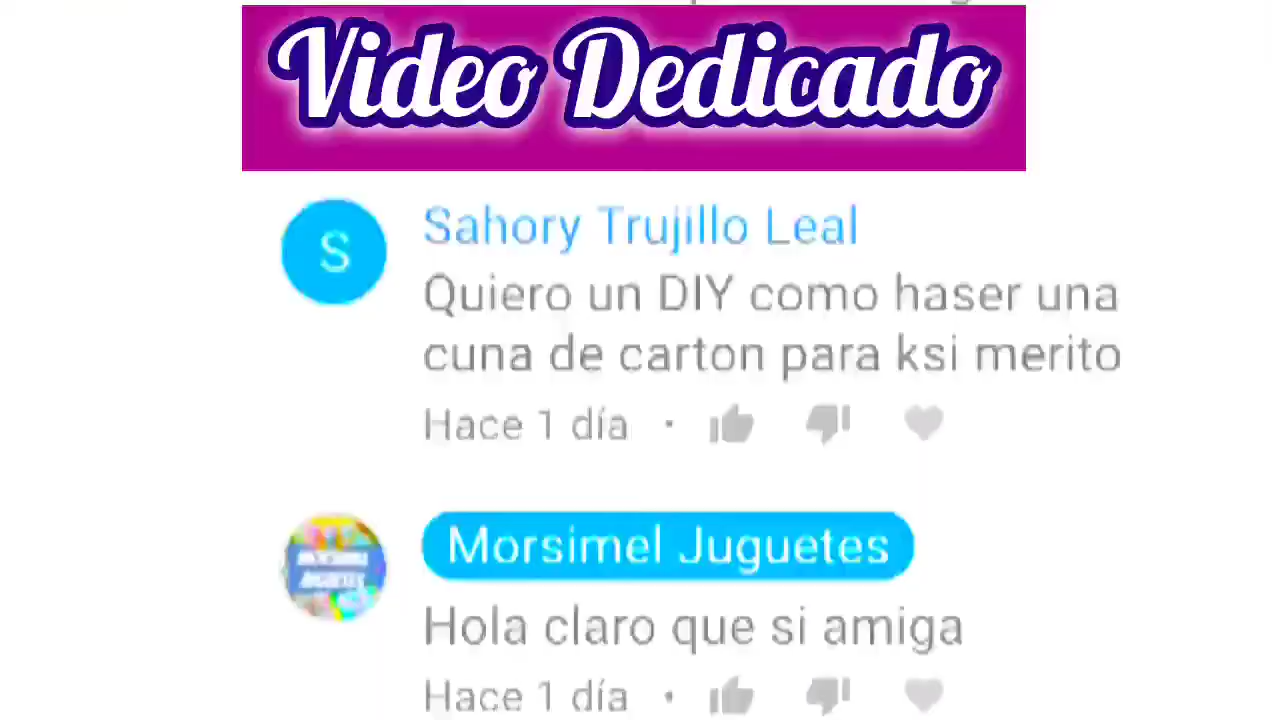 Video Dedicado
S
Sahory Trujillo Leal
Quiero un DIY como haser una
cuna de carton para ksi merito
Hace 1 día •
Morsimel Juguetes
Hola claro que si amiga
Hace 1 día •